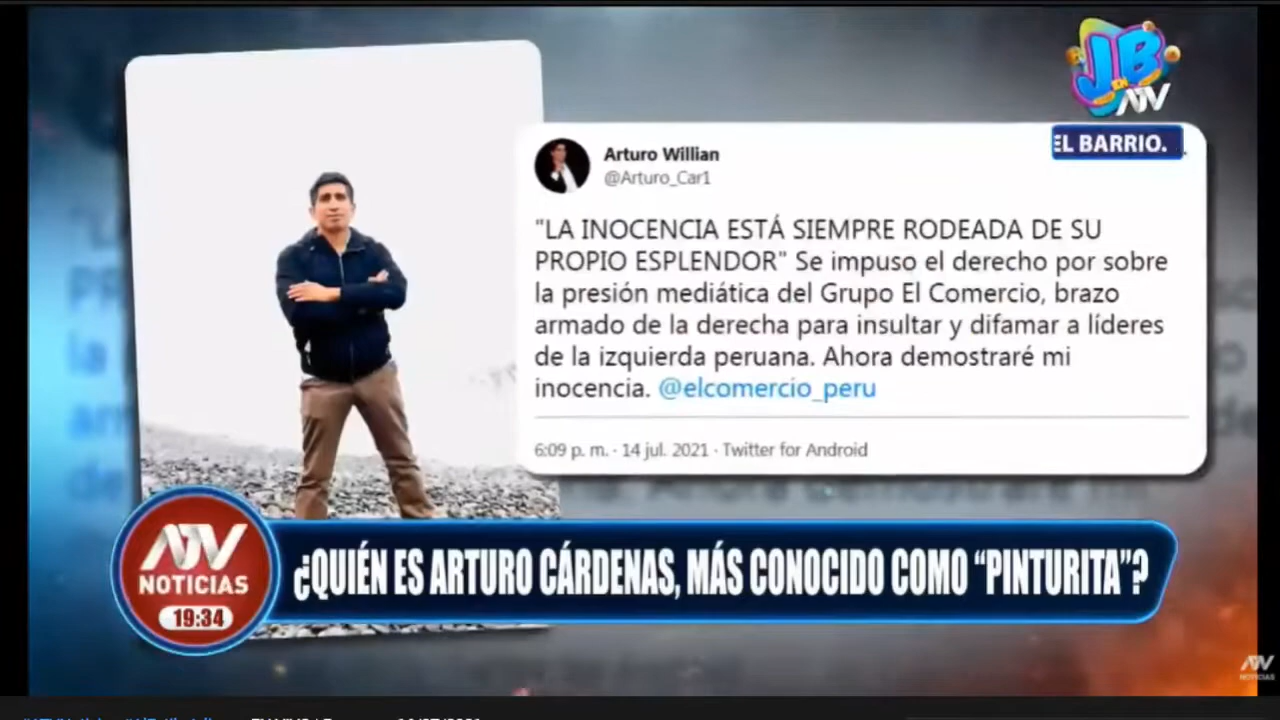 JB
EN
ATV
EL BARRIO.
Arturo Willian
@Arturo_Car1
"LA INOCENCIA ESTÁ SIEMPRE RODEADA DE SU
PROPIO ESPLENDOR" Se impuso el derecho por sobre
la presión mediática del Grupo El Comercio, brazo
armado de la derecha para insultar y difamar a líderes
de la izquierda peruana. Ahora demostraré mi
inocencia. @elcomercio_peru
6:09 p. m. · 14 jul. 2021 · Twitter for Android
ATV
NOTICIAS
19:34
¿QUIÉN ES ARTURO CÁRDENAS, MÁS CONOCIDO COMO "PINTURITA"?
ATV
NOTICIAS